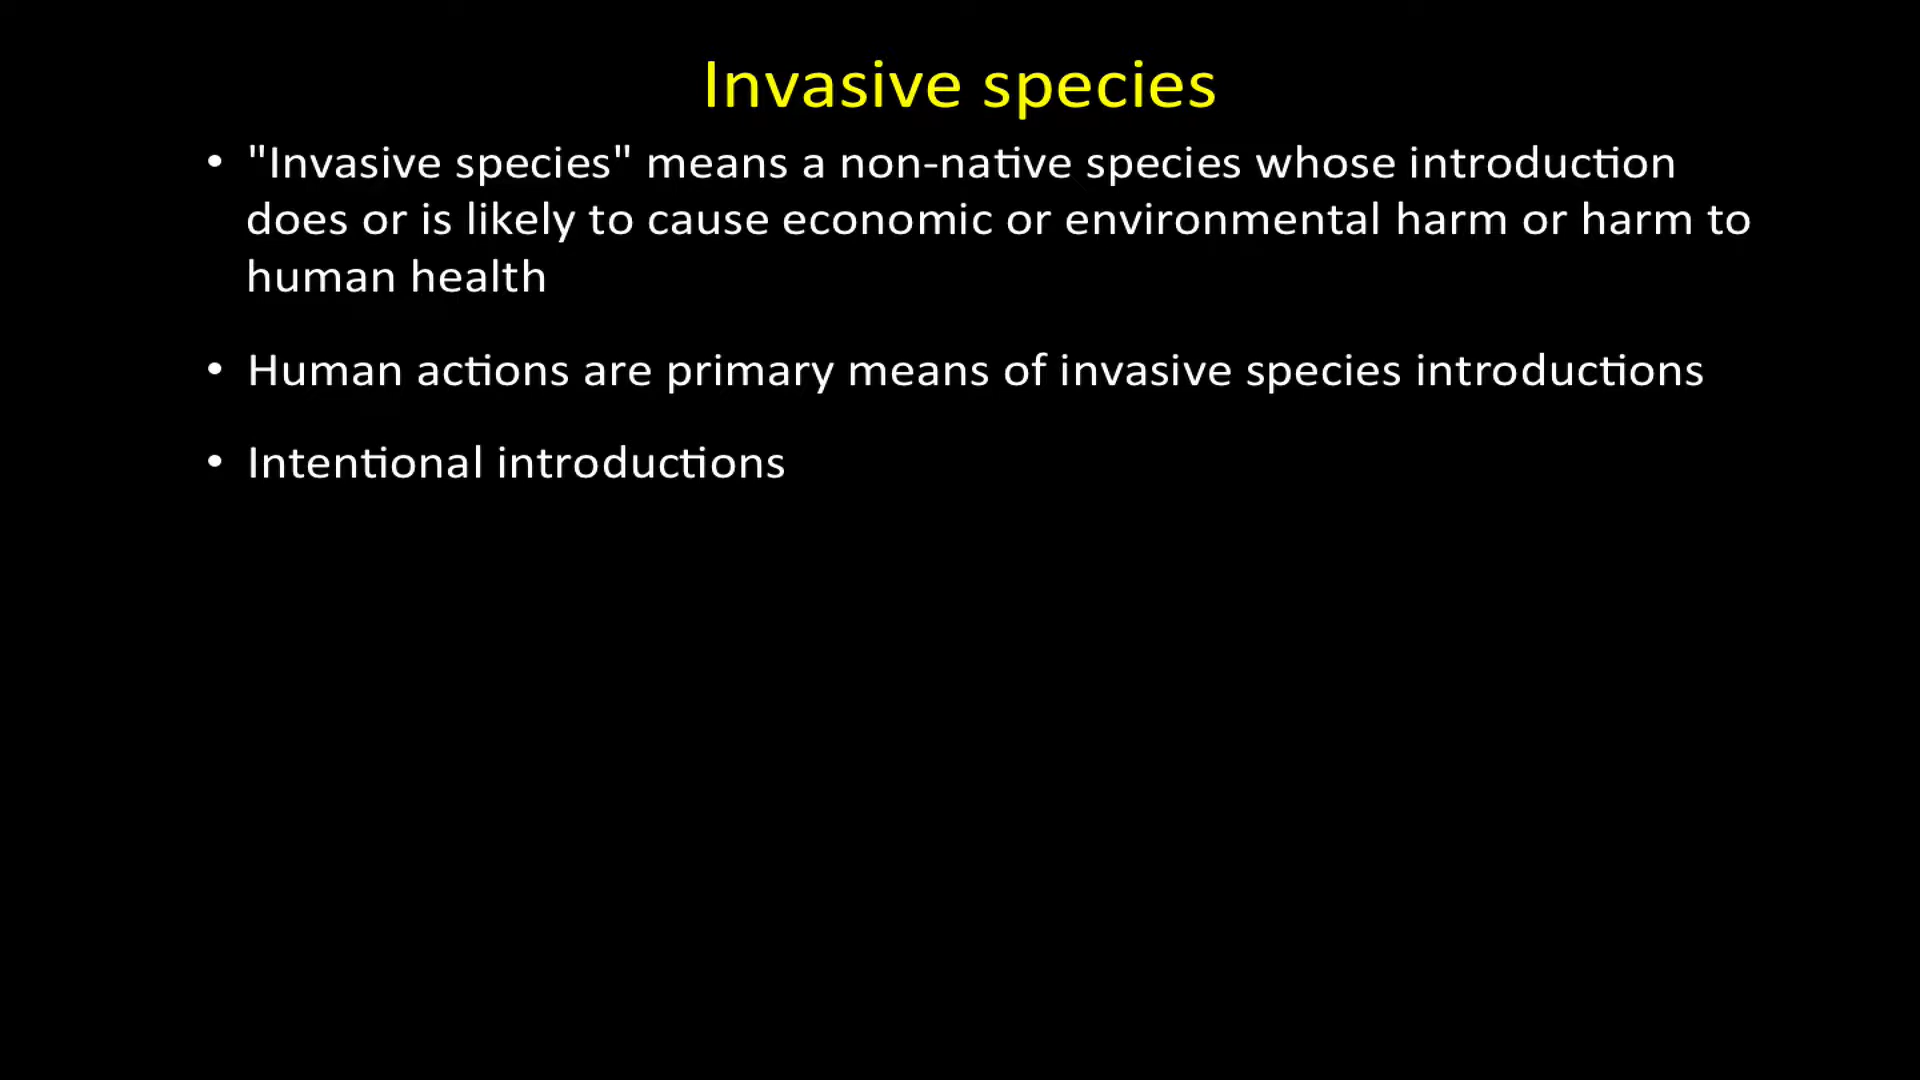 Invasive species
• "Invasive species" means a non-native species whose introduction
does or is likely to cause economic or environmental harm or harm to
human health
• Human actions are primary means of invasive species introductions
• Intentional introductions